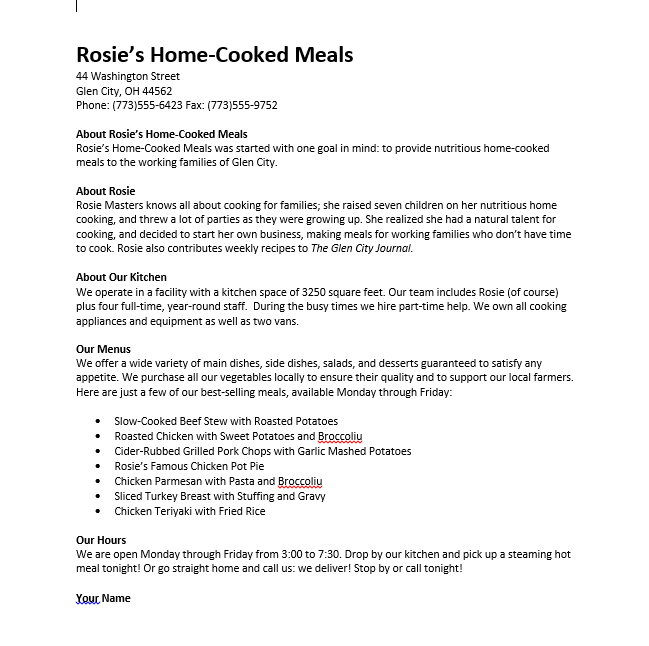 Rosie’s Home-Cooked Meals
44 Washington Street
Glen City, OH 44562
Phone: (773)555-6423 Fax: (773)555-9752
About Rosie’s Home-Cooked Meals
Rosie’s Home-Cooked Meals was started with one goal in mind: to provide nutritious home-cooked
meals to the working families of Glen City.
About Rosie
Rosie Masters knows all about cooking for families; she raised seven children on her nutritious home
cooking, and threw a lot of parties as they were growing up. She realized she had a natural talent for
cooking, and decided to start her own business, making meals for working families who don’t have time
to cook. Rosie also contributes weekly recipes to The Glen City Journal.
About Our Kitchen
We operate in a facility with a kitchen space of 3250 square feet. Our team includes Rosie (of course)
plus four full-time, year-round staff.  During the busy times we hire part-time help. We own all cooking
appliances and equipment as well as two vans.
Our Menus
We offer a wide variety of main dishes, side dishes, salads, and desserts guaranteed to satisfy any
appetite. We purchase all our vegetables locally to ensure their quality and to support our local farmers.
Here are just a few of our best-selling meals, available Monday through Friday:
• Slow-Cooked Beef Stew with Roasted Potatoes
• Roasted Chicken with Sweet Potatoes and Broccoliu
• Cider-Rubbed Grilled Pork Chops with Garlic Mashed Potatoes
• Rosie’s Famous Chicken Pot Pie
• Chicken Parmesan with Pasta and Broccoliu
• Sliced Turkey Breast with Stuffing and Gravy
• Chicken Teriyaki with Fried Rice
Our Hours
We are open Monday through Friday from 3:00 to 7:30. Drop by our kitchen and pick up a steaming hot
meal tonight! Or go straight home and call us: we deliver! Stop by or call tonight!
Your Name